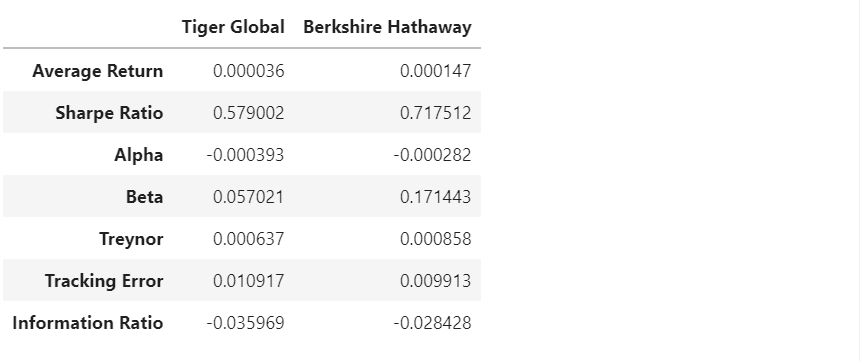 Tiger Global Berkshire Hathaway
Average Return 0.000036 0.000147
Sharpe Ratio 0.579002 0.717512
Alpha -0.000393 -0.000282
Beta 0.057021 0.171443
Treynor 0.000637 0.000858
Tracking Error 0.010917 0.009913
Information Ratio -0.035969 -0.028428